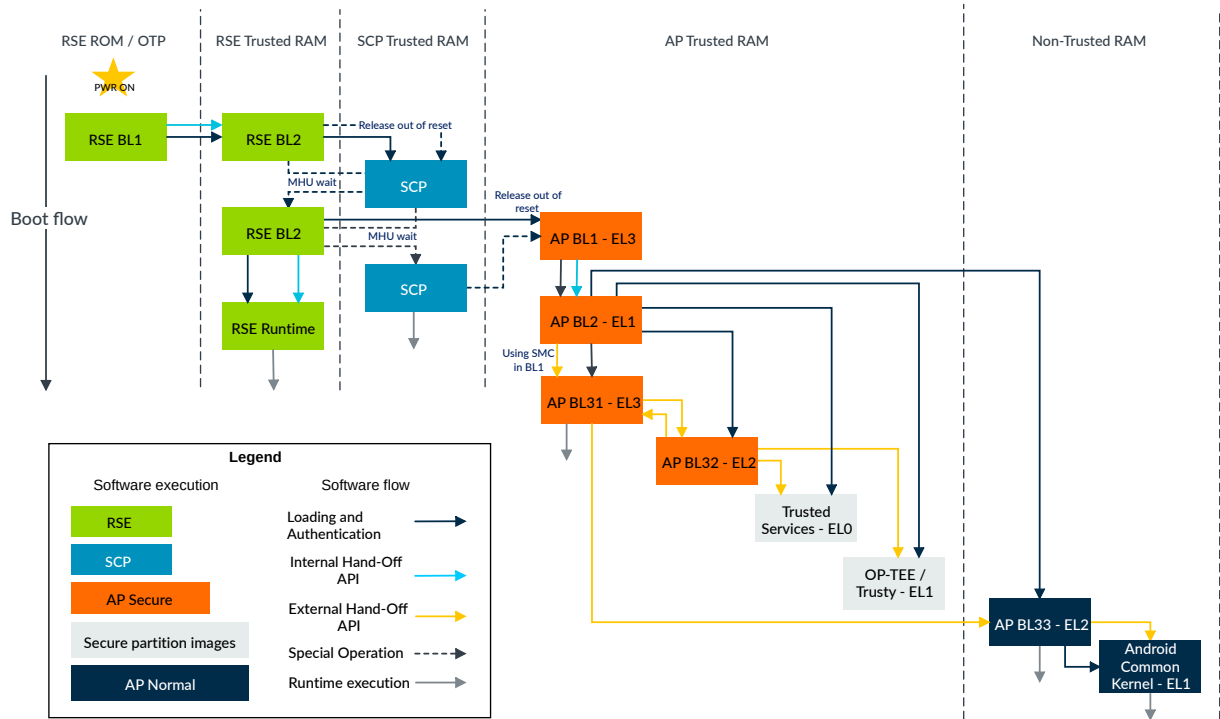 RSE ROM / OTP
RSE Trusted RAM
SCP Trusted RAM
AP Trusted RAM
Non-Trusted RAM
PWR ON
RSE BL1
RSE BL2
Release out of reset
SCP
MHU wait
Boot flow
RSE BL2
Release out of
reset
MHU wait
AP BL1 - EL3
SCP
RSE Runtime
AP BL2 - EL1
Using SMC
in BL1
AP BL31 - EL3
AP BL32 - EL2
Trusted
Services - EL0
OP-TEE /
Trusty - EL1
AP BL33 - EL2
Android
Common
Kernel - EL1
Legend
Software execution
RSE
SCP
AP Secure
Secure partition images
AP Normal
Software flow
Loading and
Authentication
Internal Hand-Off
API
External Hand-Off
API
Special Operation
Runtime execution